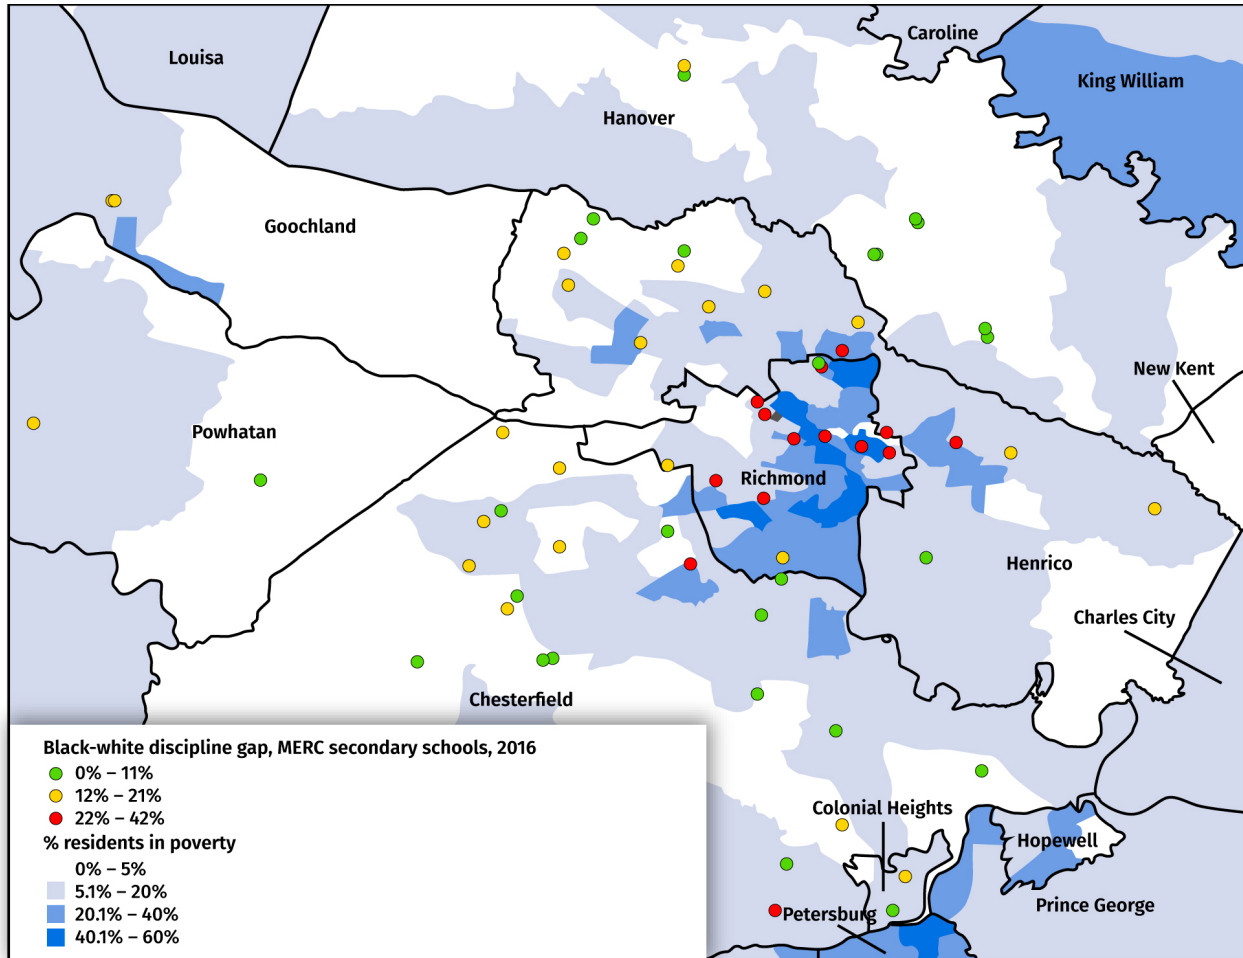 Caroline
Louisa
King William
Hanover
Goochland
New Kent
Powhatan
Richmond
Henrico
Charles City
Chesterfield
Black-white discipline gap, MERC secondary schools, 2016
0% – 11%
12% – 21%
22% – 42%
% residents in poverty
0% – 5%
5.1% – 20%
20.1% – 40%
40.1% – 60%
Colonial Heights
Hopewell
Prince George
Petersburg